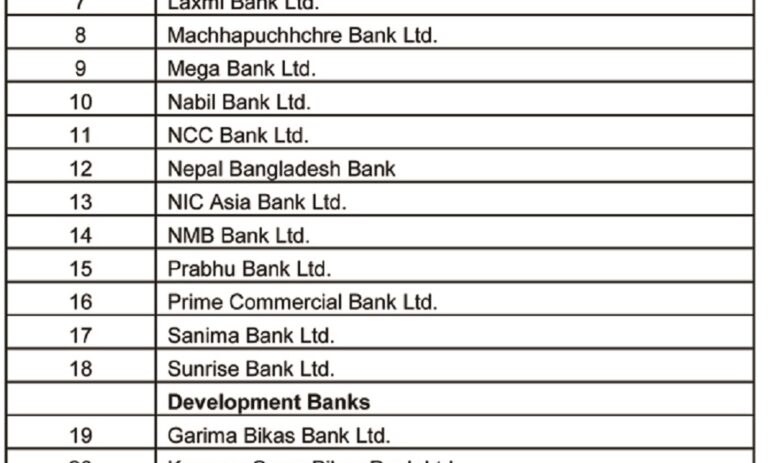 7 Laxmi Bank Ltd.
8 Machhapuchhchre Bank Ltd.
9 Mega Bank Ltd.
10 Nabil Bank Ltd.
11 NCC Bank Ltd.
12 Nepal Bangladesh Bank
13 NIC Asia Bank Ltd.
14 NMB Bank Ltd.
15 Prabhu Bank Ltd.
16 Prime Commercial Bank Ltd.
17 Sanima Bank Ltd.
18 Sunrise Bank Ltd.
Development Banks
19 Garima Bikas Bank Ltd.